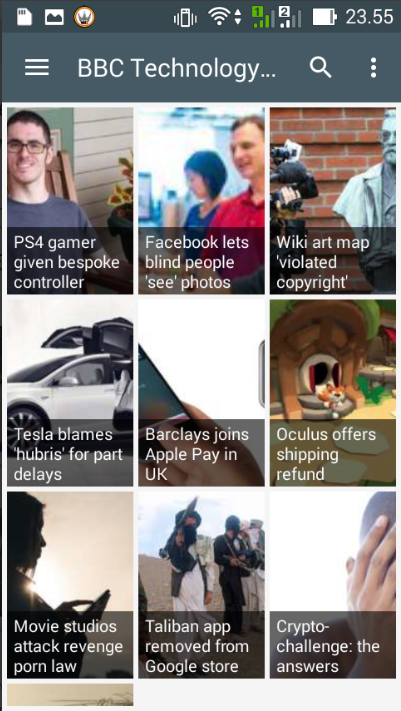 1 2 23.55
BBC Technology...
PS4 gamer
given bespoke
controller
Facebook lets
blind people
'see' photos
Wiki art map
'violated
copyright'
Tesla blames
'hubris' for part
delays
Barclays joins
Apple Pay in
UK
Oculus offers
shipping
refund
Movie studios
attack revenge
porn law
Taliban app
removed from
Google store
Crypto-
challenge: the
answers